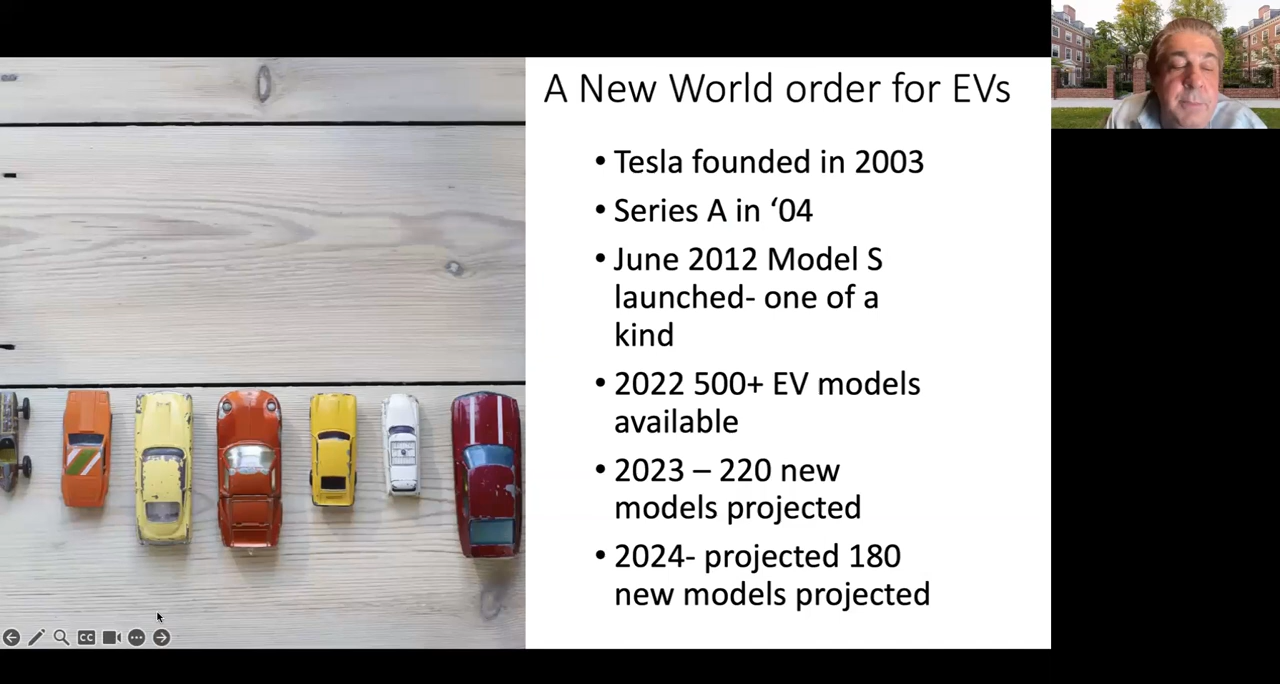 A New World order for EVs
• Tesla founded in 2003
• Series A in ‘04
• June 2012 Model S
launched- one of a
kind
• 2022 500+ EV models
available
• 2023 – 220 new
models projected
• 2024- projected 180
new models projected
CC